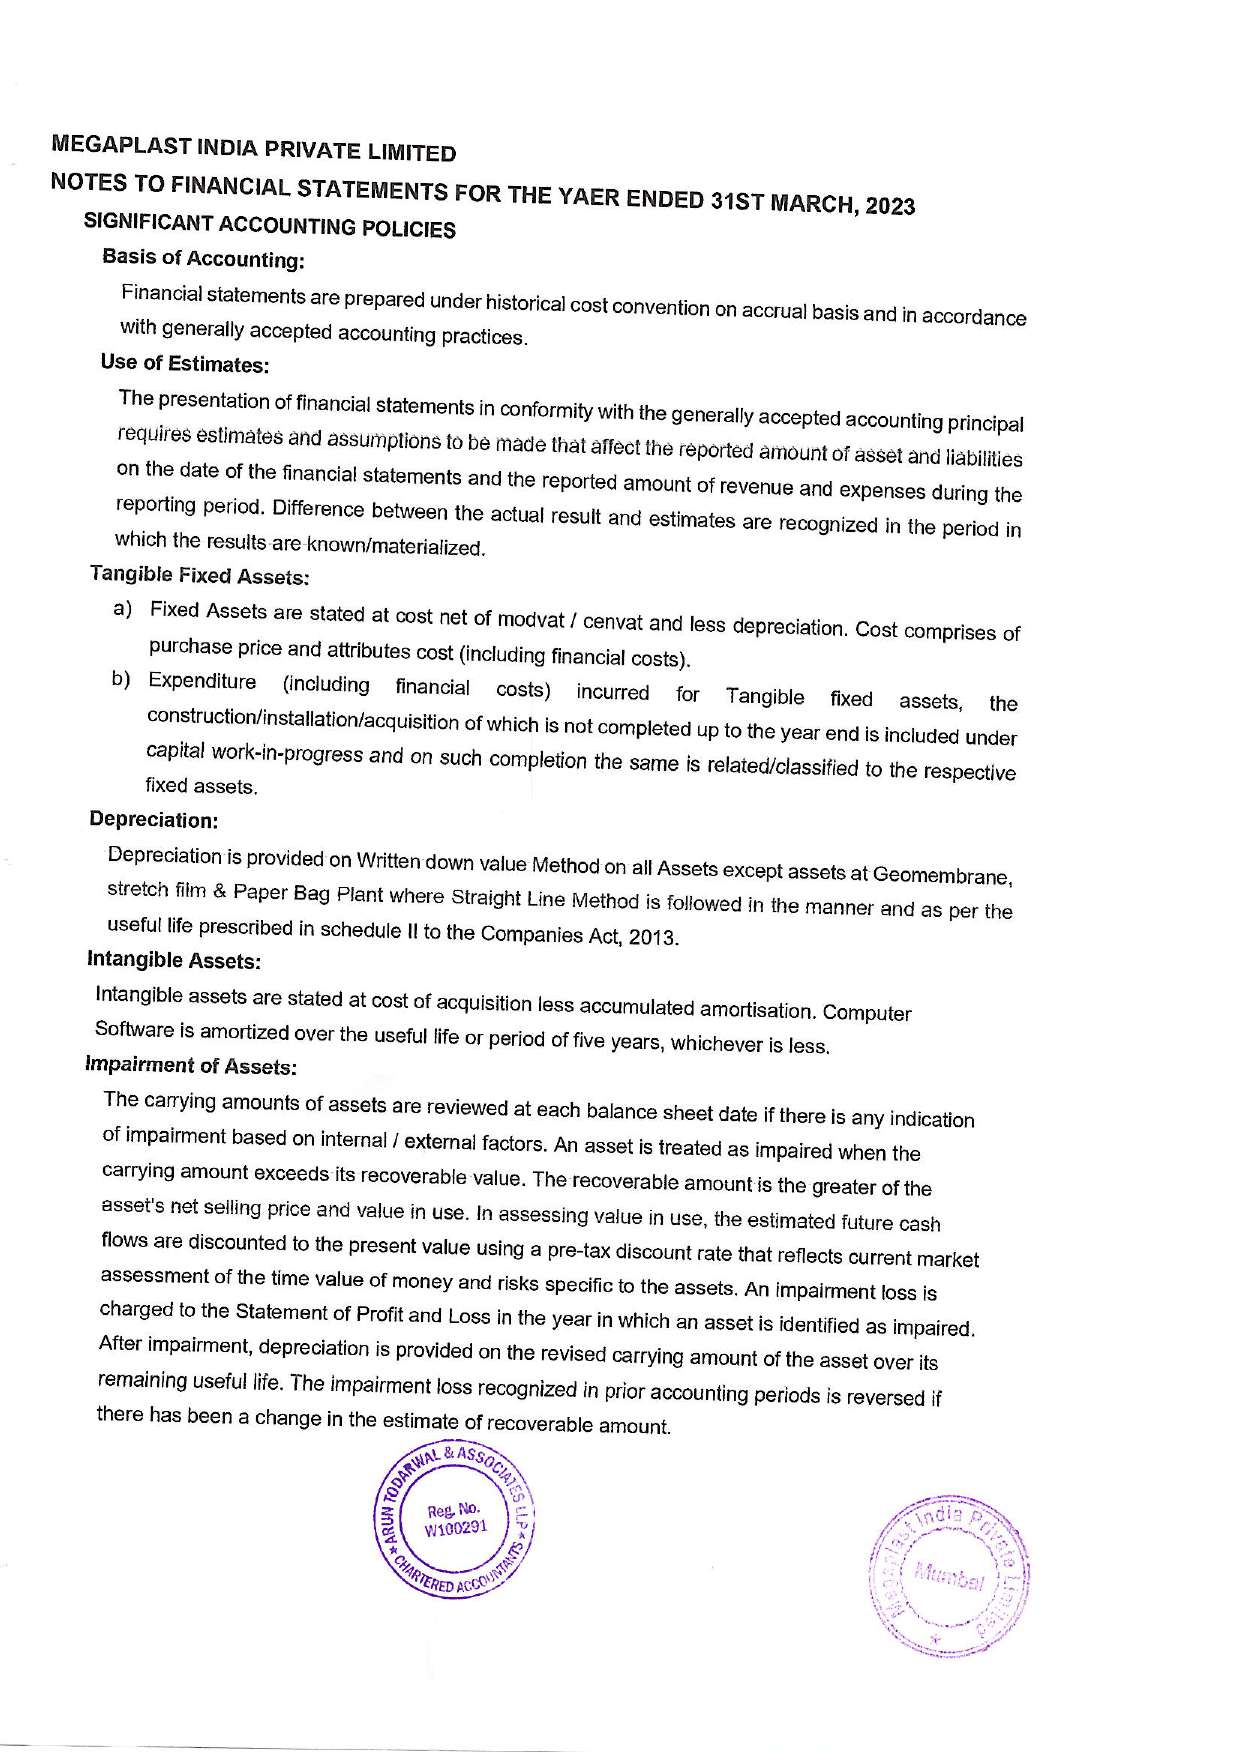 MEGAPLAST INDIA PRIVATE LIMITED
NOTES TO FINANCIAL STATEMENTS FOR THE YAER ENDED 31ST MARCH, 2023
SIGNIFICANT ACCOUNTING POLICIES
Basis of Accounting:
Financial statements are prepared under historical cost convention on accrual basis and in accordance
with generally accepted accounting practices.
Use of Estimates:
The presentation of financial statements in conformity with the generally accepted accounting principal
requires estimates and assumptions to be made that affect the reported amount of asset and liabilities
on the date of the financial statements and the reported amount of revenue and expenses during the
reporting period. Difference between the actual result and estimates are recognized in the period in
which the results are known/materialized.
Tangible Fixed Assets:
a) Fixed Assets are stated at cost net of modvat / cenvat and less depreciation. Cost comprises of
purchase price and attributes cost (including financial costs).
b) Expenditure (including financial costs) incurred for Tangible fixed assets, the
construction/installation/acquisition of which is not completed up to the year end is included under
capital work-in-progress and on such completion the same is related/classified to the respective
fixed assets.
Depreciation:
Depreciation is provided on Written down value Method on all Assets except assets at Geomembrane,
stretch film & Paper Bag Plant where Straight Line Method is followed in the manner and as per the
useful life prescribed in schedule II to the Companies Act, 2013.
Intangible Assets:
Intangible assets are stated at cost of acquisition less accumulated amortisation. Computer
Software is amortized over the useful life or period of five years, whichever is less.
Impairment of Assets:
The carrying amounts of assets are reviewed at each balance sheet date if there is any indication
of impairment based on internal / external factors. An asset is treated as impaired when the
carrying amount exceeds its recoverable value. The recoverable amount is the greater of the
asset's net selling price and value in use. In assessing value in use, the estimated future cash
flows are discounted to the present value using a pre-tax discount rate that reflects current market
assessment of the time value of money and risks specific to the assets. An impairment loss is
charged to the Statement of Profit and Loss in the year in which an asset is identified as impaired.
After impairment, depreciation is provided on the revised carrying amount of the asset over its
remaining useful life. The impairment loss recognized in prior accounting periods is reversed if
there has been a change in the estimate of recoverable amount.
ARUN TODARWAL & ASSOCIATES LLP
Reg. No.
W100291
* CHARTERED ACCOUNTANTS *
Megaplast India Private Limited
Mumbai
*